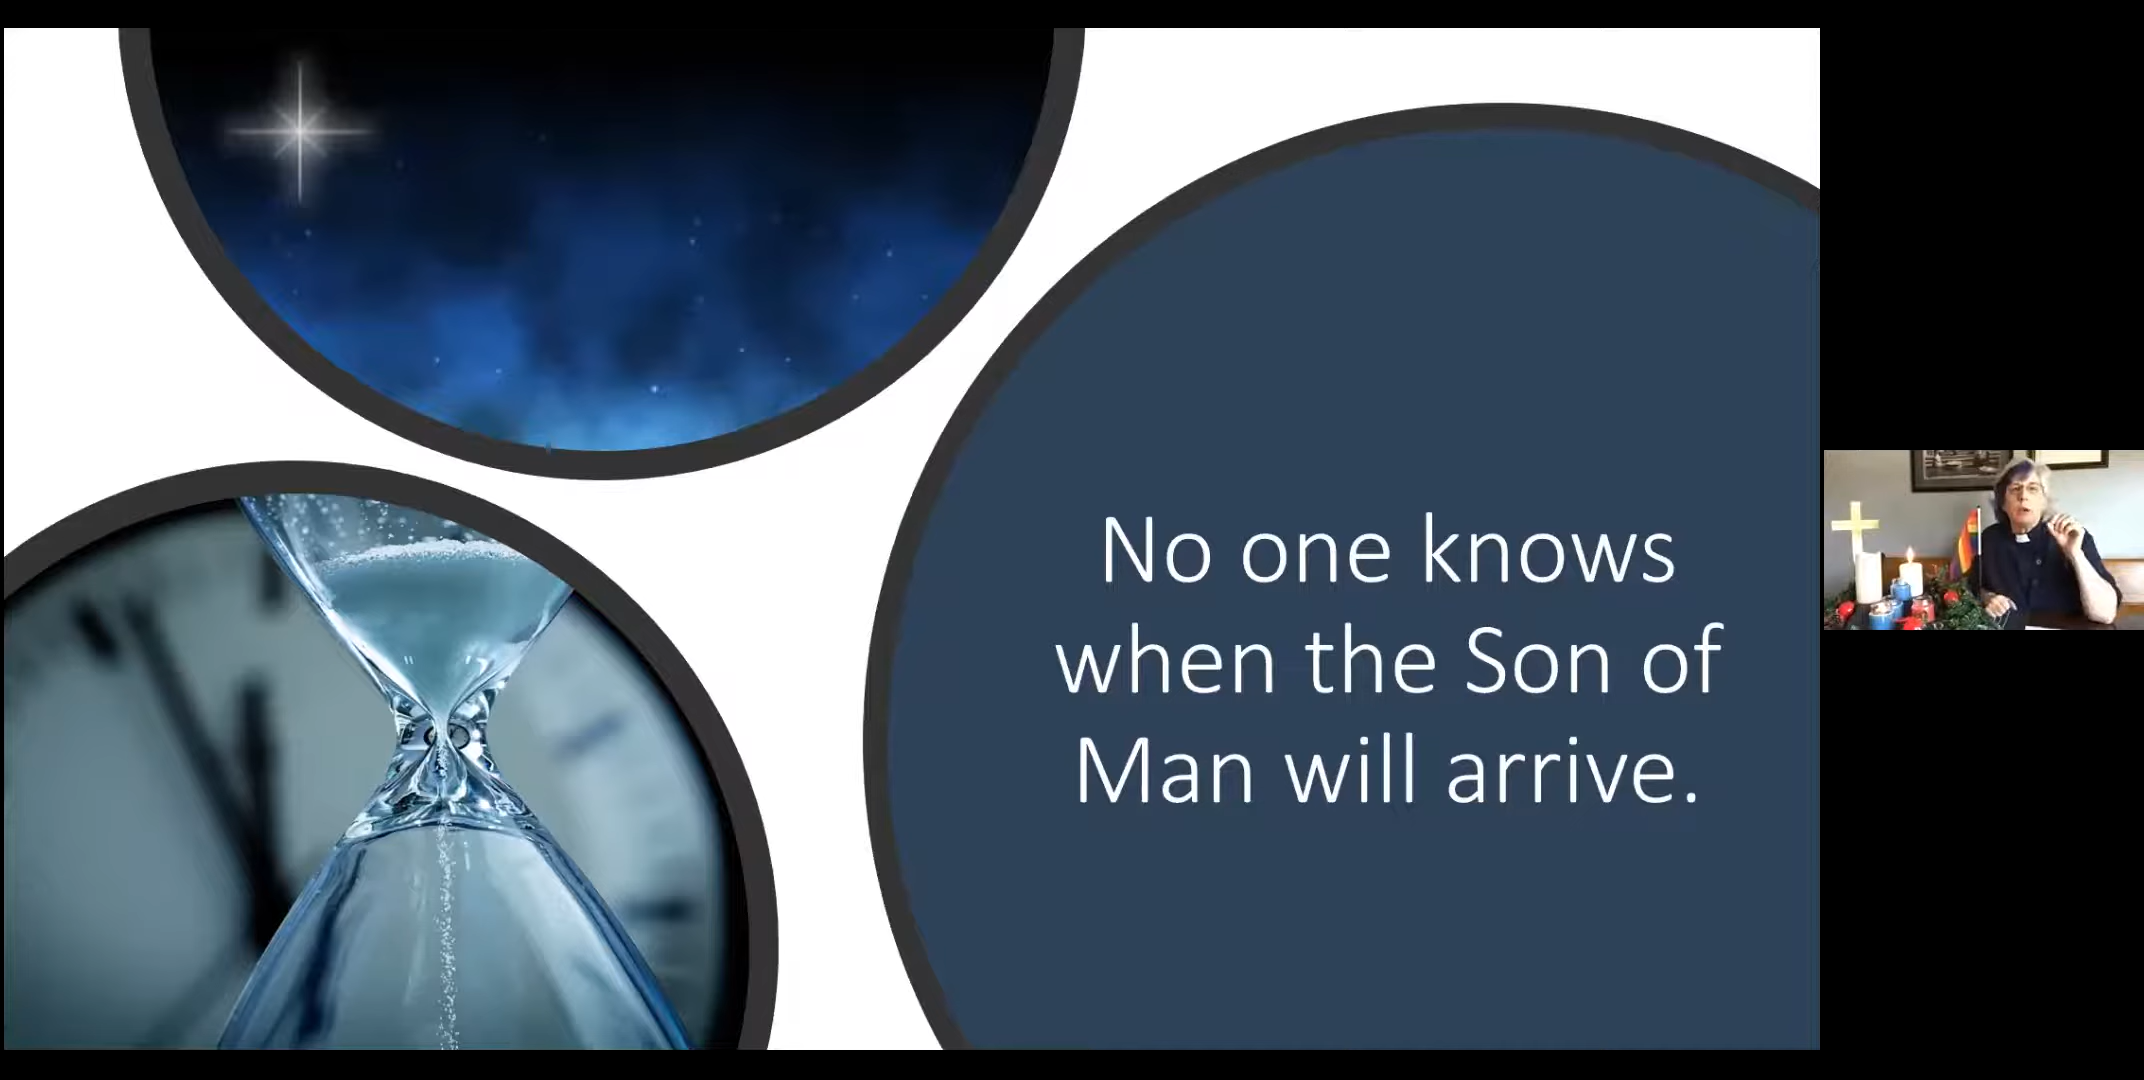 No one knows
when the Son of
Man will arrive.